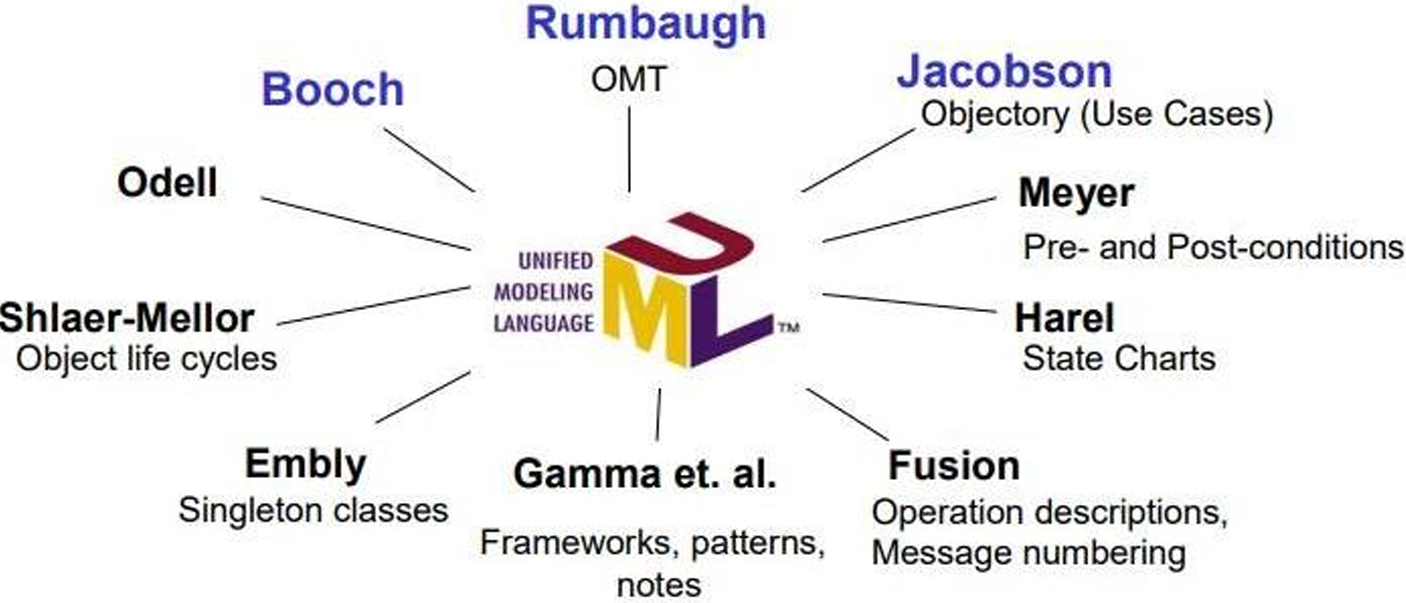 Rumbaugh
OMT
Booch
Jacobson
Objectory (Use Cases)
Odell
Meyer
Pre- and Post-conditions
UNIFIED
MODELING
LANGUAGE
UML
™
Shlaer-Mellor
Object life cycles
Harel
State Charts
Embly
Singleton classes
Gamma et. al.
Frameworks, patterns,
notes
Fusion
Operation descriptions,
Message numbering